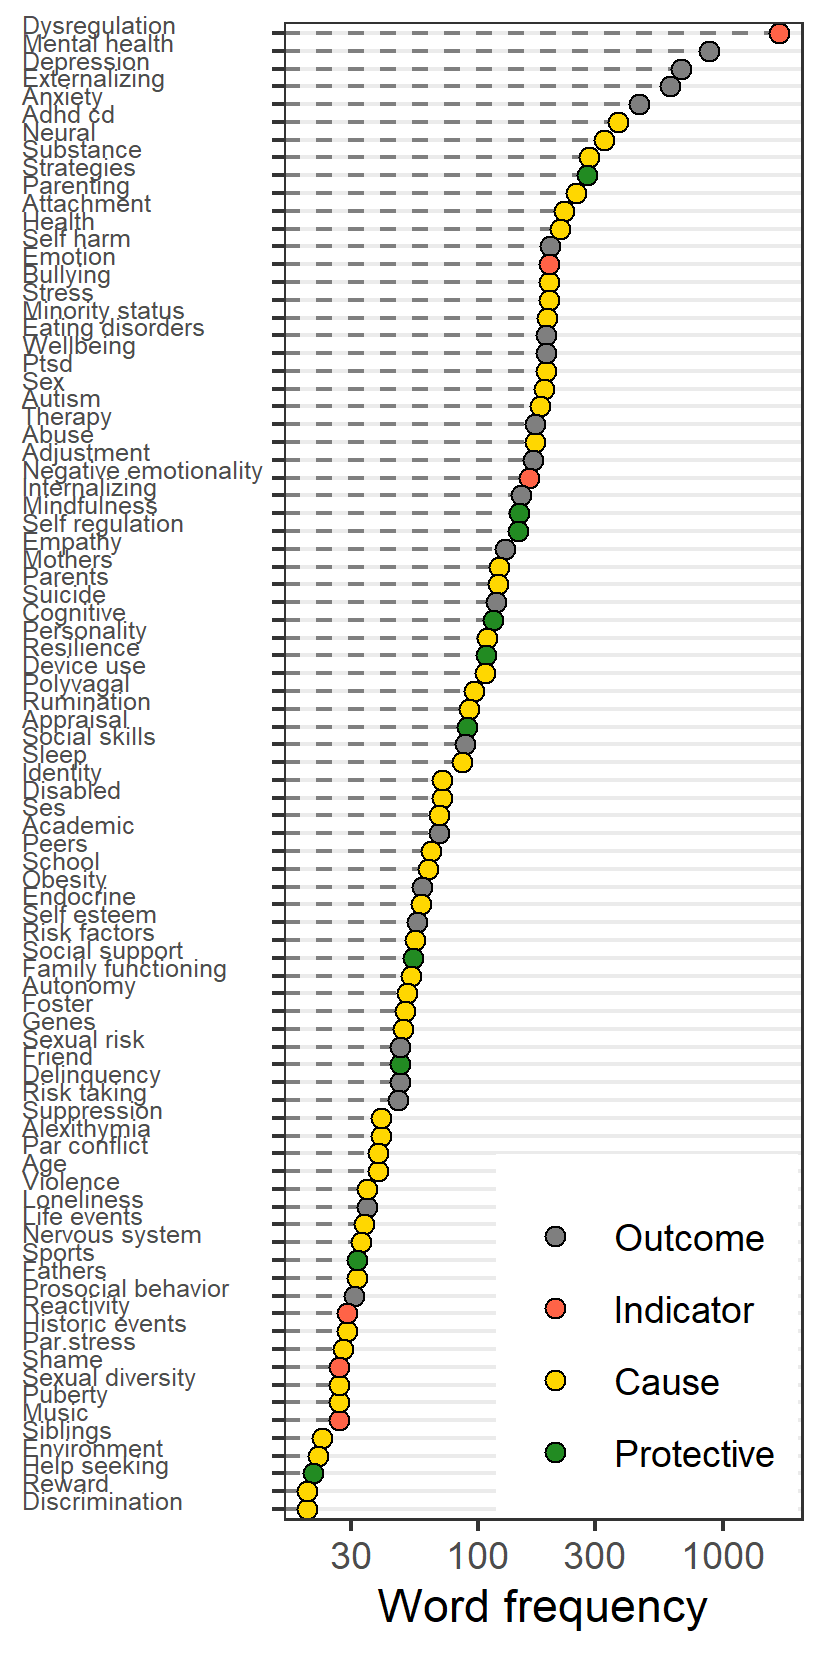 Dysregulation
Mental health
Depression
Externalizing
Anxiety
Adhd cd
Neural
Substance
Strategies
Parenting
Attachment
Health
Self harm
Emotion
Bullying
Stress
Minority status
Eating disorders
Wellbeing
Ptsd
Sex
Autism
Therapy
Abuse
Adjustment
Negative emotionality
Internalizing
Mindfulness
Self regulation
Empathy
Mothers
Parents
Suicide
Cognitive
Personality
Resilience
Device use
Polyvagal
Rumination
Appraisal
Social skills
Sleep
Identity
Disabled
Ses
Academic
Peers
School
Obesity
Endocrine
Self esteem
Risk factors
Social support
Family functioning
Autonomy
Foster
Genes
Sexual risk
Friend
Delinquency
Risk taking
Suppression
Alexithymia
Par conflict
Age
Violence
Loneliness
Life events
Nervous system
Sports
Fathers
Prosocial behavior
Reactivity
Historic events
Par.stress
Shame
Sexual diversity
Puberty
Music
Siblings
Environment
Help seeking
Reward
Discrimination
Outcome
Indicator
Cause
Protective
30 100 300 1000
Word frequency